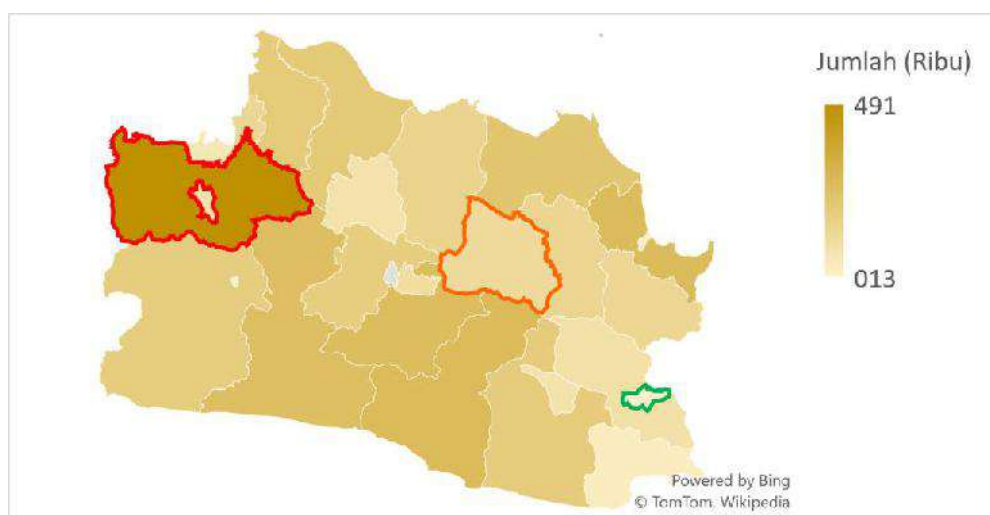 Jumlah (Ribu)
491
013
Powered by Bing
© TomTom, Wikipedia